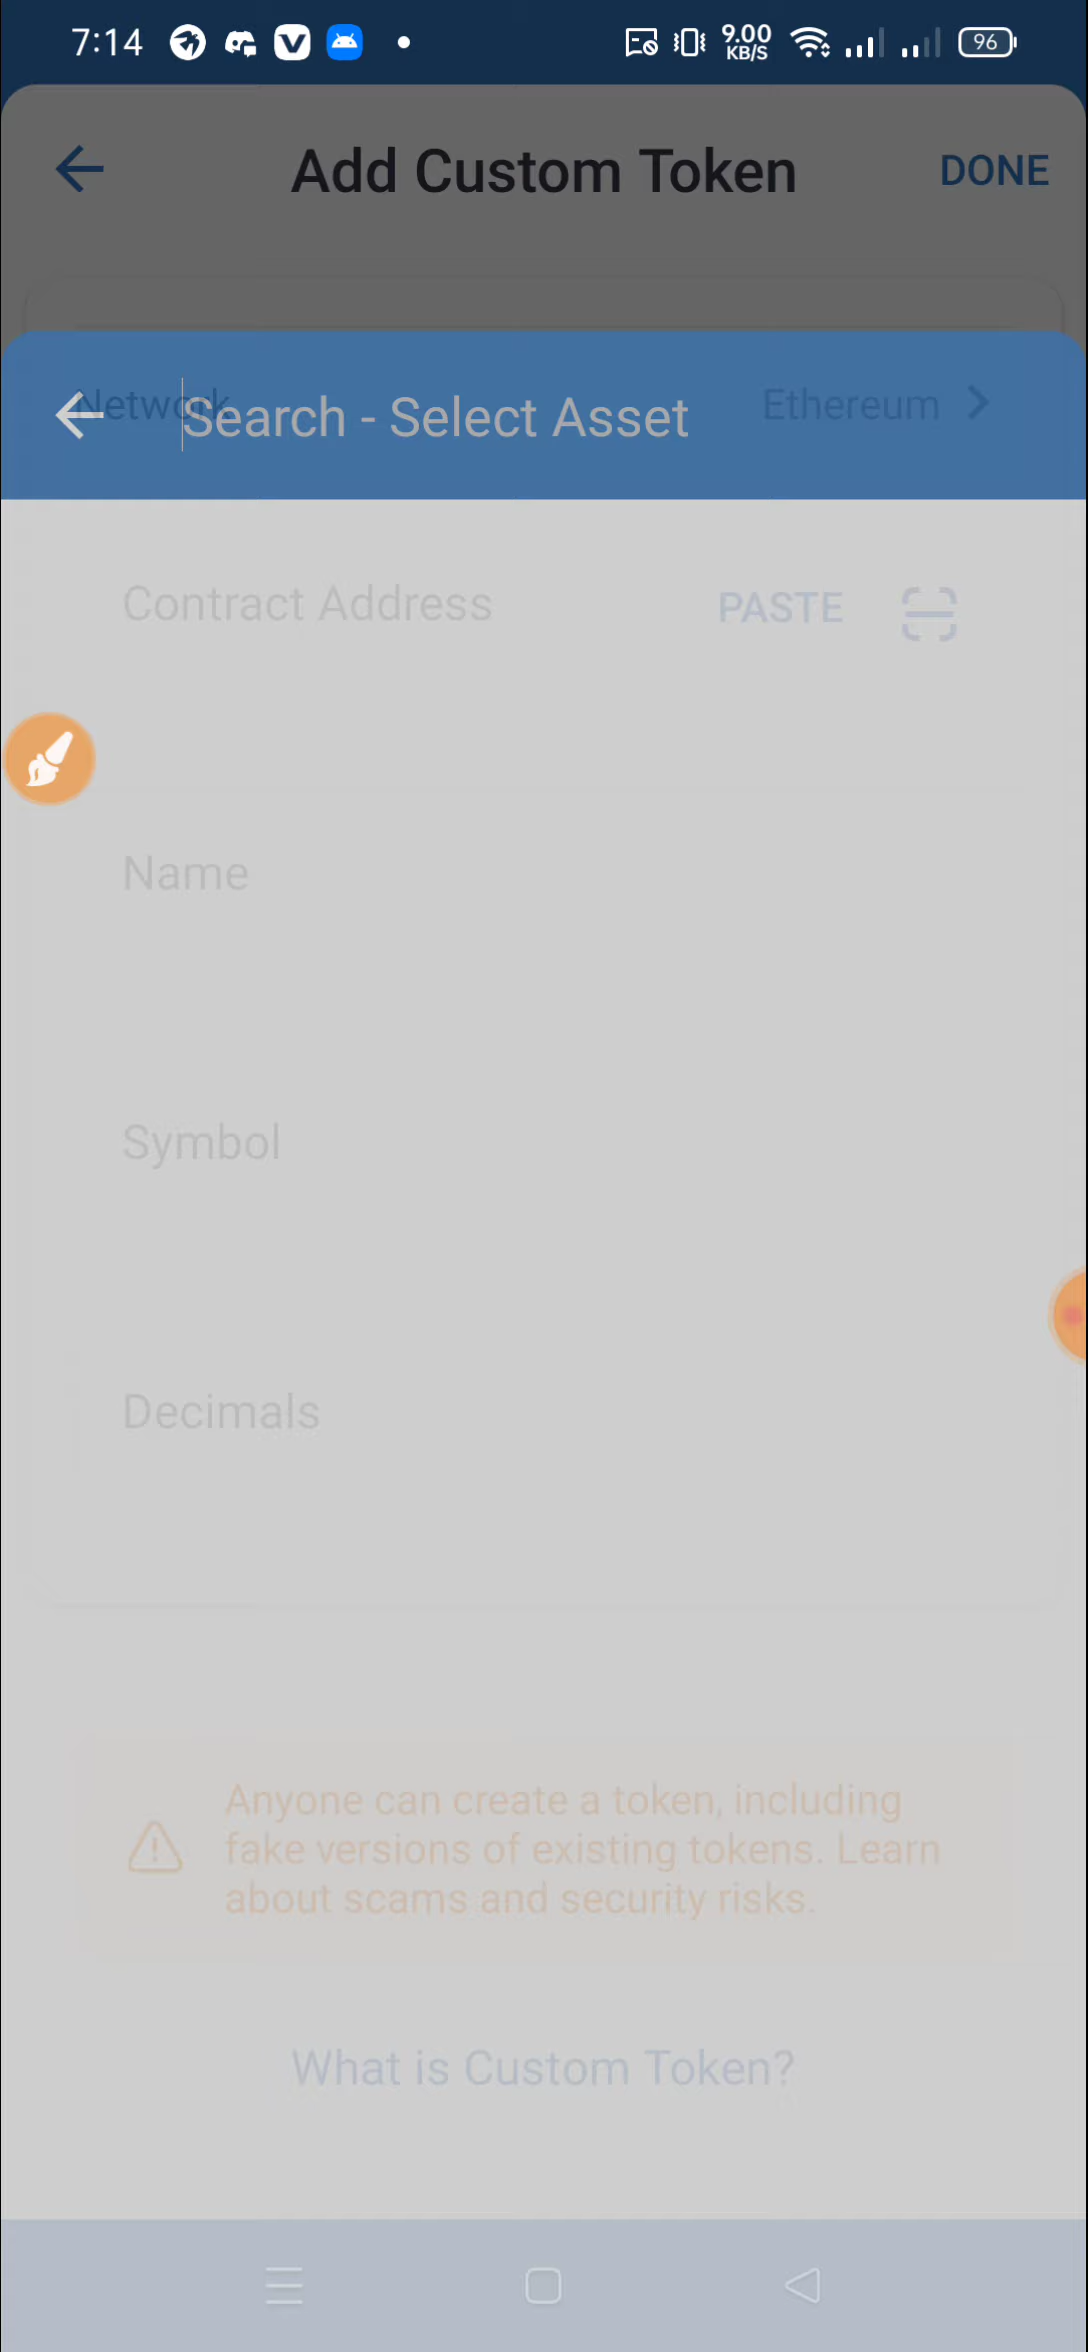 7:14
9.00
KB/S
96
Add Custom Token
DONE
Network
Ethereum
Search - Select Asset
Contract Address
PASTE
Name
Symbol
Decimals
Anyone can create a token, including
fake versions of existing tokens. Learn
about scams and security risks.
What is Custom Token?